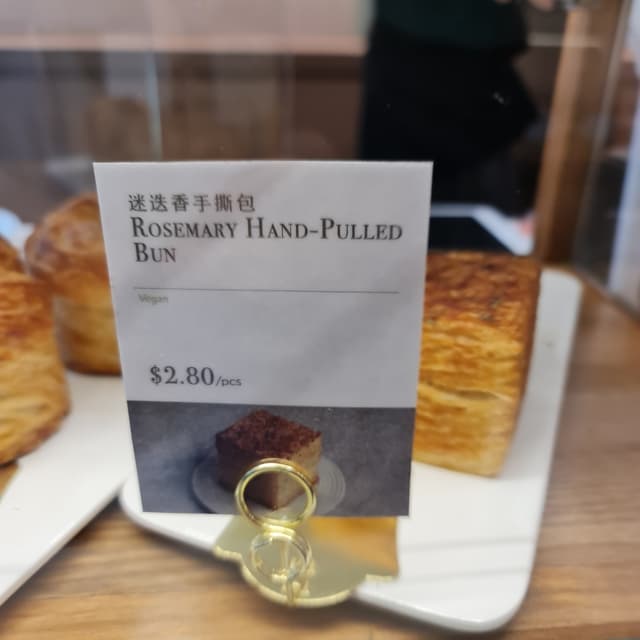 迷迭香手撕包
Rosemary Hand-Pulled
Bun
Vegan
$2.80/pcs